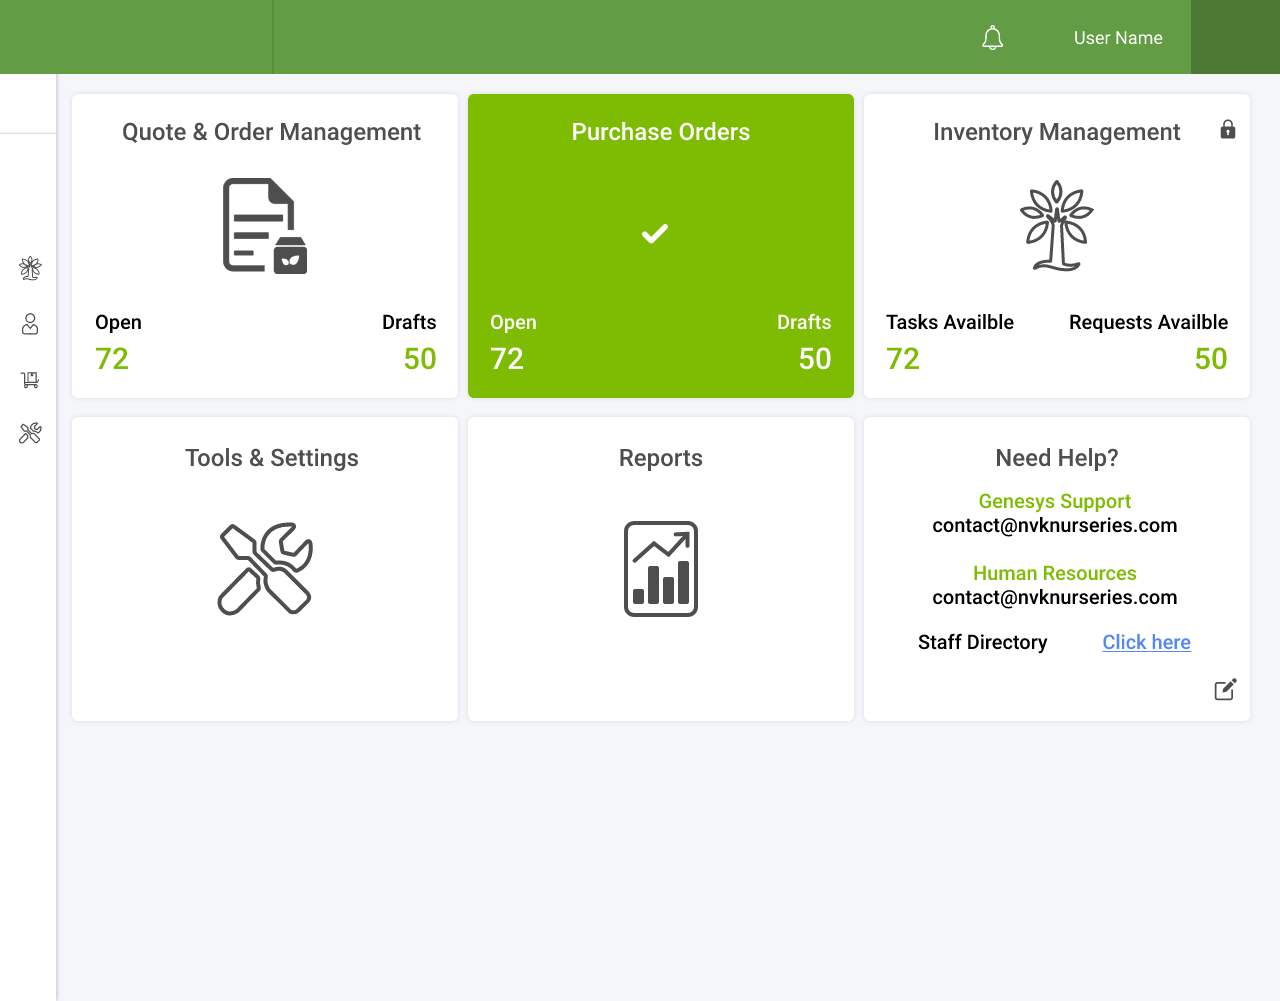 User Name
Quote & Order Management
Purchase Orders
Inventory Management
Open
Drafts
72
50
Open
Drafts
72
50
Tasks Availble
Requests Availble
72
50
Tools & Settings
Reports
Need Help?
Genesys Support
contact@nvknurseries.com
Human Resources
contact@nvknurseries.com
Staff Directory
Click here